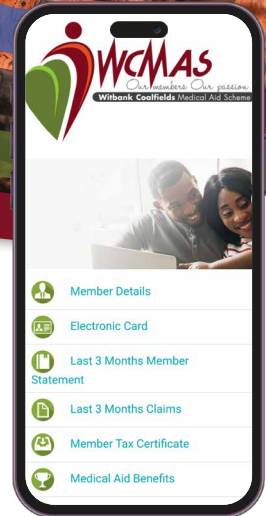 WCMAS
Our members Our passion
Witbank Coalfields Medical Aid Scheme
Member Details
Electronic Card
Last 3 Months Member
Statement
Last 3 Months Claims
Member Tax Certificate
Medical Aid Benefits